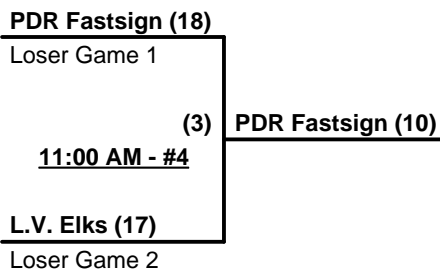 PDR Fastsign (18)
Loser Game 1
(3)
PDR Fastsign (10)
11:00 AM - #4
L.V. Elks (17)
Loser Game 2